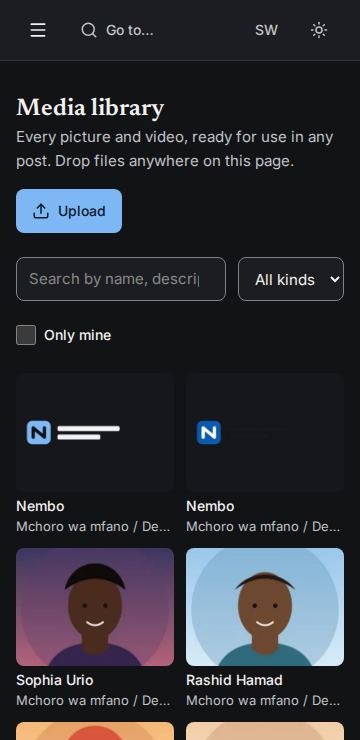 Go to...
SW
Media library
Every picture and video, ready for use in any
post. Drop files anywhere on this page.
Upload
Search by name, descri
All kinds
Only mine
N
N
Nembo
Nembo
Mchoro wa mfano / De...
Mchoro wa mfano / De...
Sophia Urio
Rashid Hamad
Mchoro wa mfano / De...
Mchoro wa mfano / De...